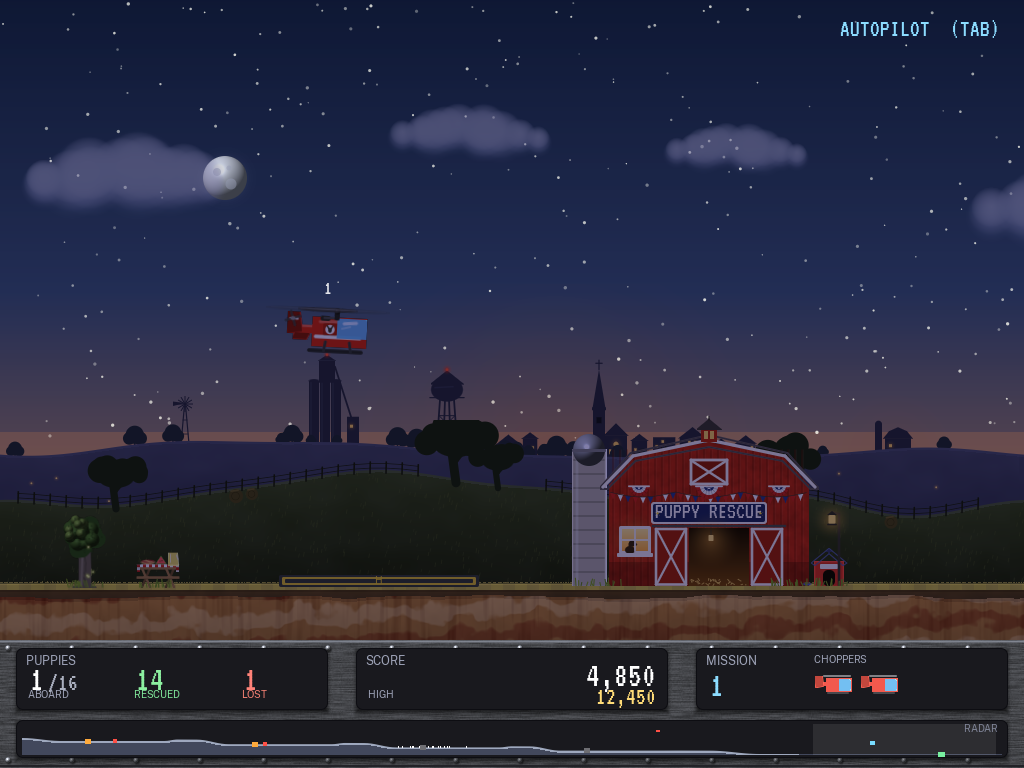 AUTOPILOT (TAB)
1
PUPPY RESCUE
H
PUPPIES
1/16
ABOARD
14
RESCUED
1
LOST
SCORE
4,850
HIGH
12,450
MISSION
1
CHOPPERS
RADAR